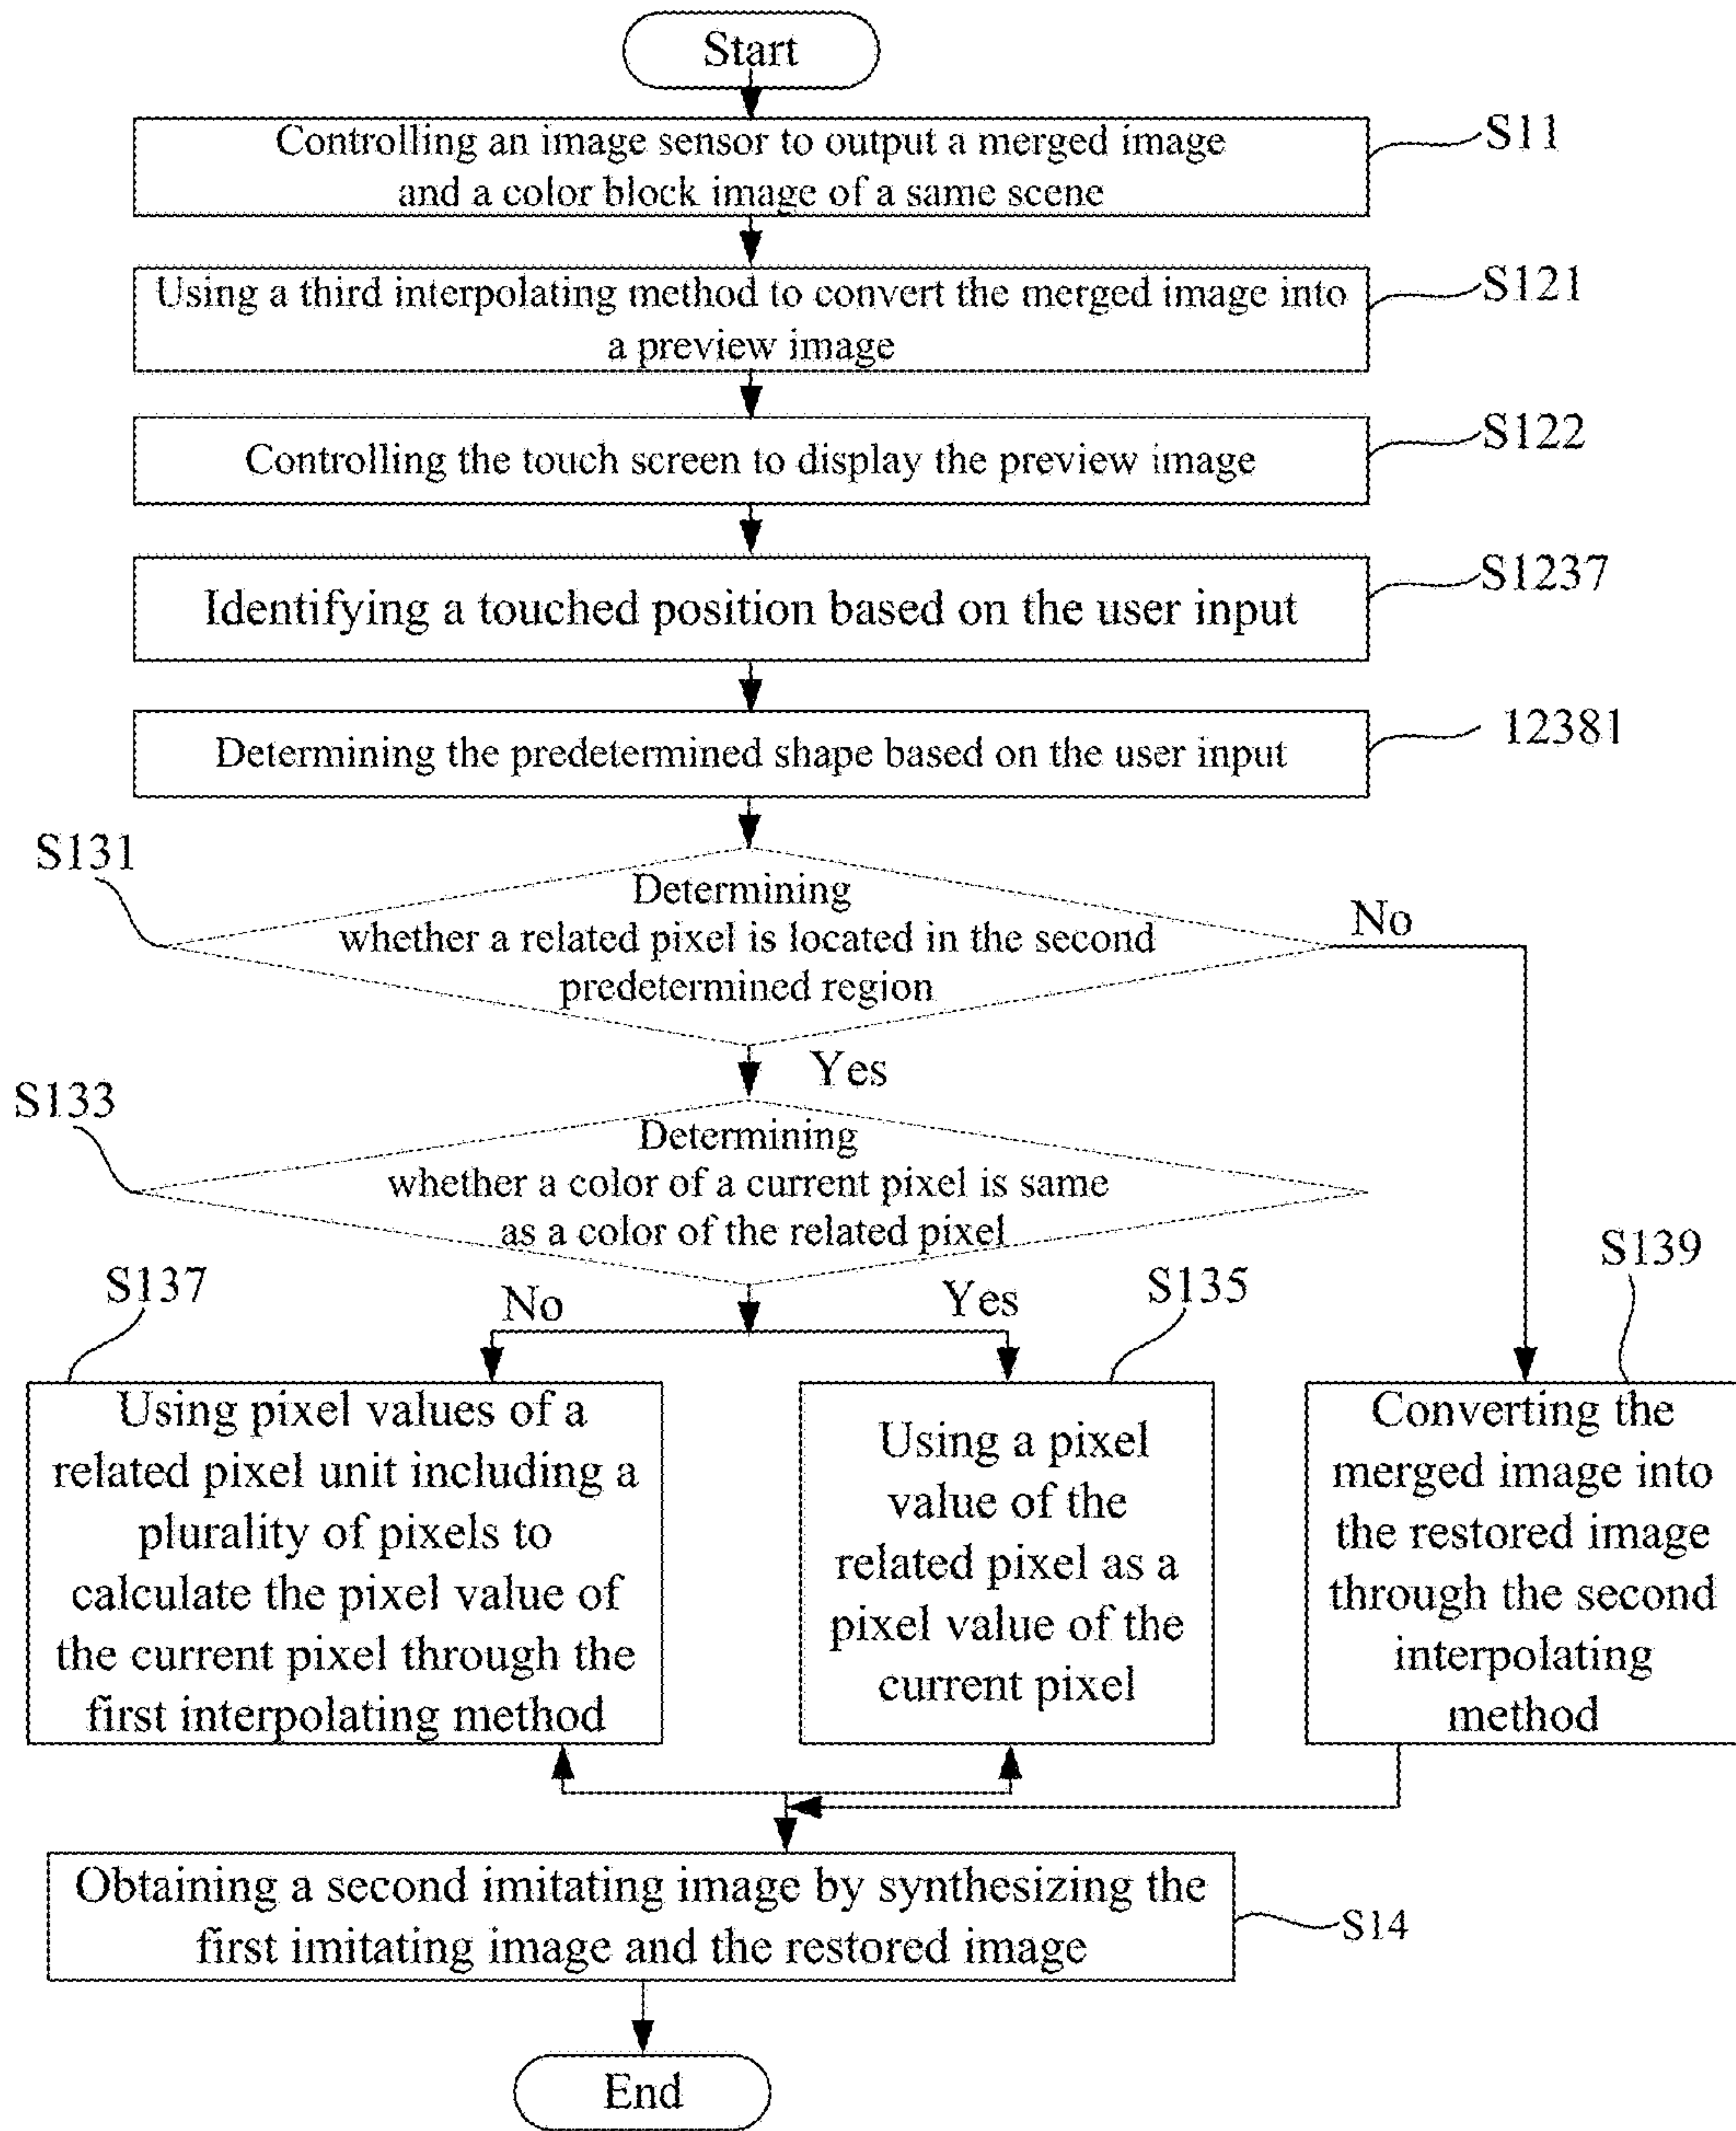 Start
Controlling an image sensor to output a merged image
and a color block image of a same scene
S11
Using a third interpolating method to convert the merged image into
a preview image
S121
Controlling the touch screen to display the preview image
S122
Identifying a touched position based on the user input
S1237
Determining the predetermined shape based on the user input
12381
S131
Determining
whether a related pixel is located in the second
predetermined region
No
Yes
S133
Determining
whether a color of a current pixel is same
as a color of the related pixel
S137
No
Yes
S135
S139
Using pixel values of a
related pixel unit including a
plurality of pixels to
calculate the pixel value of
the current pixel through the
first interpolating method
Using a pixel
value of the
related pixel as a
pixel value of the
current pixel
Converting the
merged image into
the restored image
through the second
interpolating
method
Obtaining a second imitating image by synthesizing the
first imitating image and the restored image
S14
End